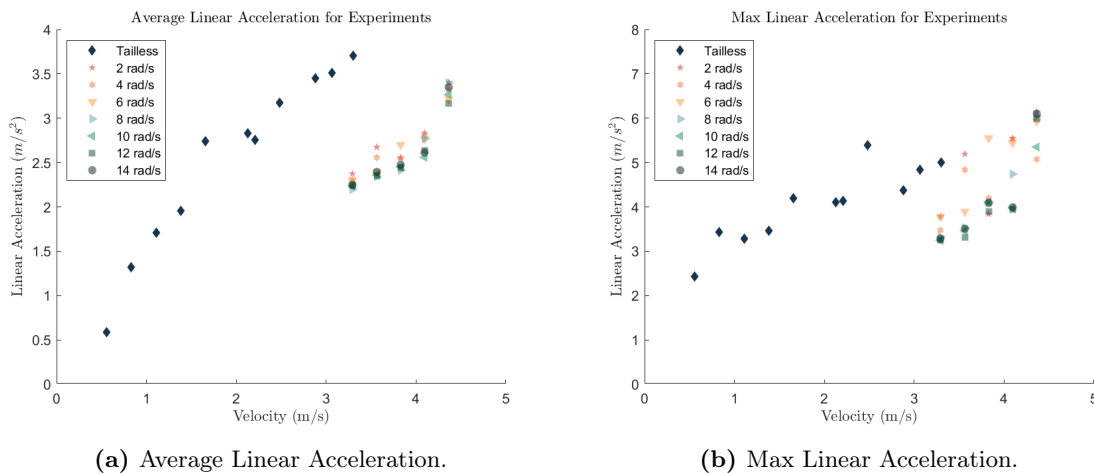 Average Linear Acceleration for Experiments
4
3.5
3
2.5
2
1.5
1
0.5
0
Linear Acceleration (m/s²)
Tailless
2 rad/s
4 rad/s
6 rad/s
8 rad/s
10 rad/s
12 rad/s
14 rad/s
0 1 2 3 4 5
Velocity (m/s)
(a) Average Linear Acceleration.
Max Linear Acceleration for Experiments
8
7
6
5
4
3
2
1
0
Linear Acceleration (m/s²)
Tailless
2 rad/s
4 rad/s
6 rad/s
8 rad/s
10 rad/s
12 rad/s
14 rad/s
0 1 2 3 4 5
Velocity (m/s)
(b) Max Linear Acceleration.